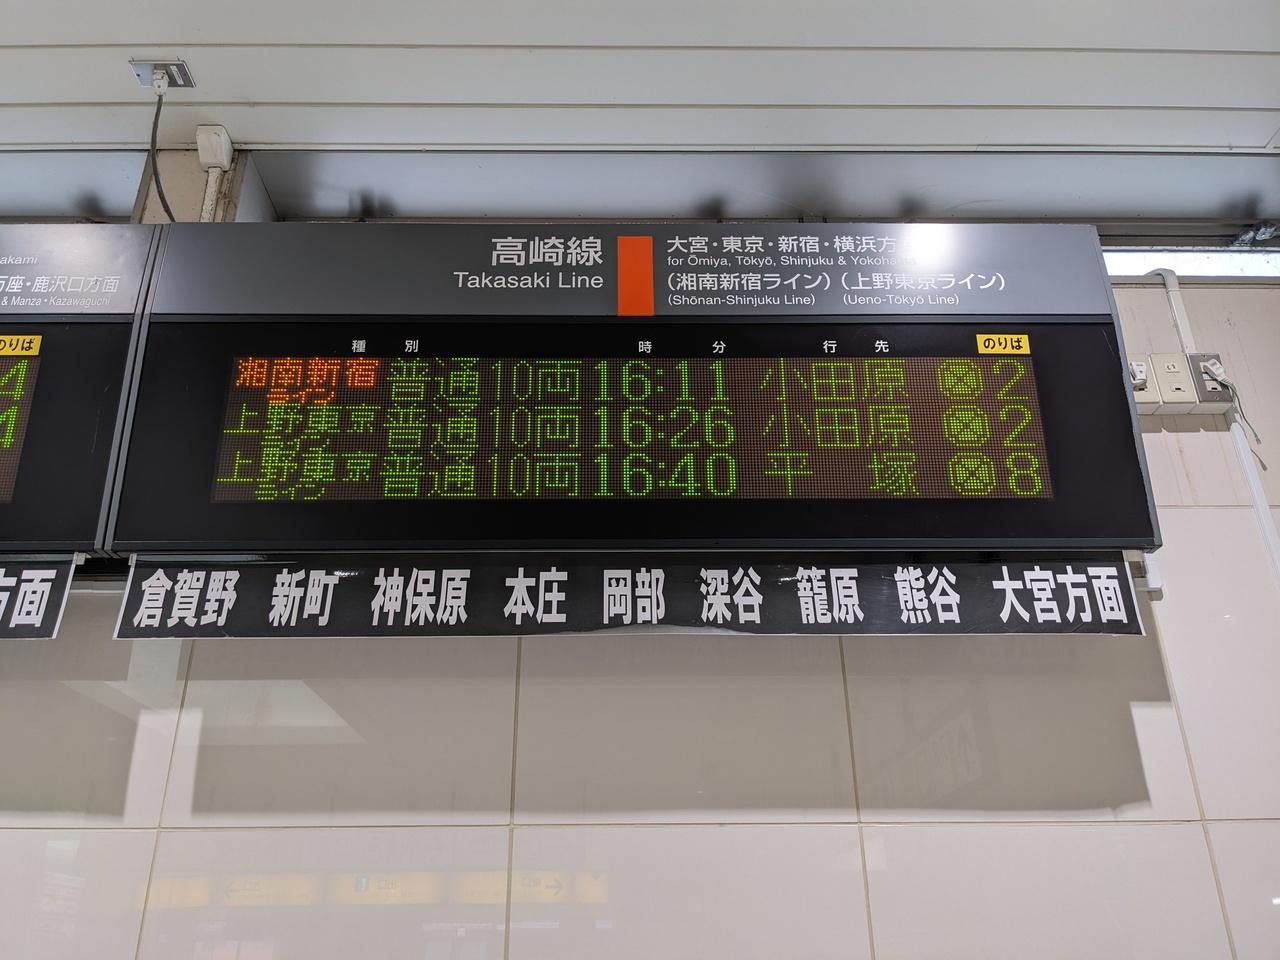 akami
万座・鹿沢口方面
& Manza・Kazawaguchi
のりば
4
1
方面
高崎線
Takasaki Line
大宮・東京・新宿・横浜方
for Ōmiya, Tōkyō, Shinjuku & Yokoha
(湘南新宿ライン)(上野東京ライン)
(Shōnan-Shinjuku Line) (Ueno-Tōkyō Line)
種別 時 分 行先 のりば
湘南新宿ライン 普通 10両 16:11 小田原 2
上野東京ライン 普通 10両 16:26 小田原 2
上野東京ライン 普通 10両 16:40 平塚 8
倉賀野 新町 神保原 本庄 岡部 深谷 籠原 熊谷 大宮方面